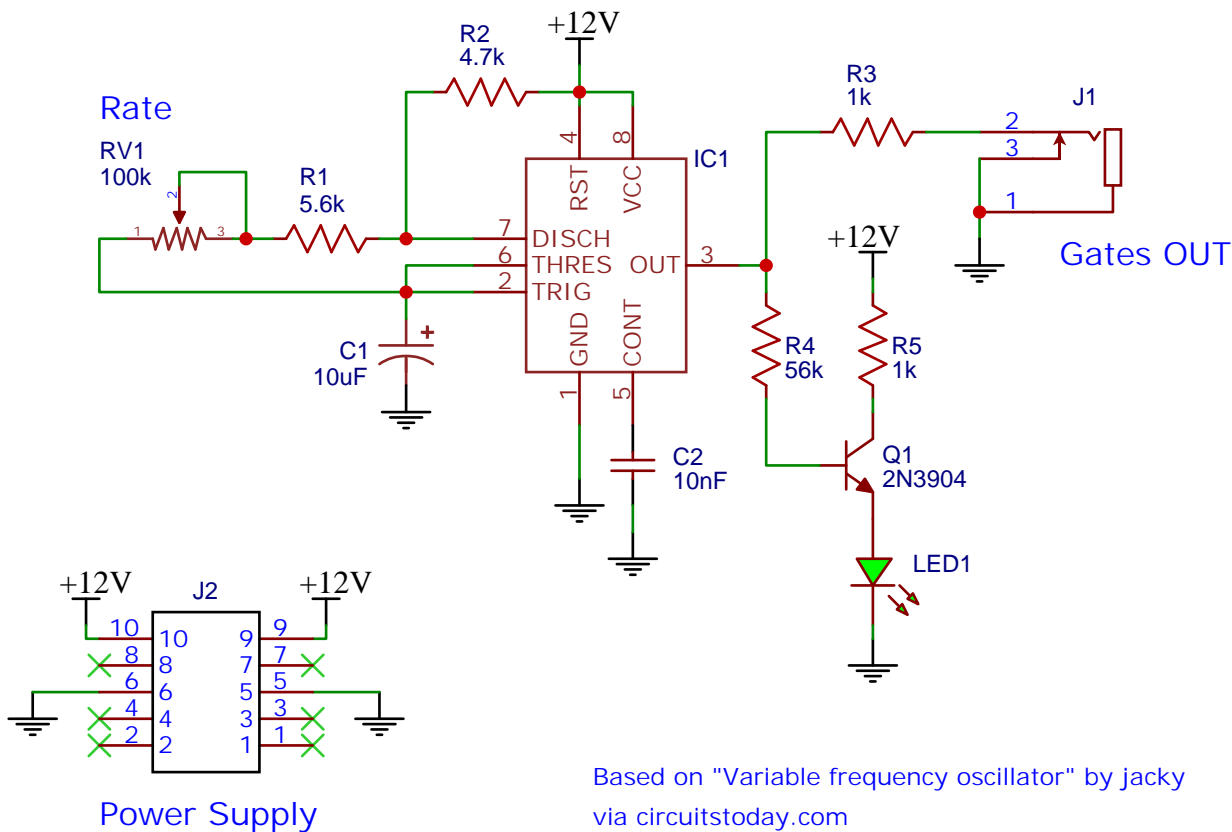 +12V
R2
4.7k
R3
1k
J1
2
3
1
Rate
RV1
100k
2
1
3
R1
5.6k
4
8
IC1
RST
VCC
7
DISCH
6
THRES
OUT
3
2
TRIG
GND
CONT
1
5
+12V
Gates OUT
C1
10uF
+
R4
56k
R5
1k
C2
10nF
Q1
2N3904
LED1
+12V
J2
+12V
10
10
9
9
8
8
7
7
6
6
5
5
4
4
3
3
2
2
1
1
Power Supply
Based on "Variable frequency oscillator" by jacky
via circuitstoday.com